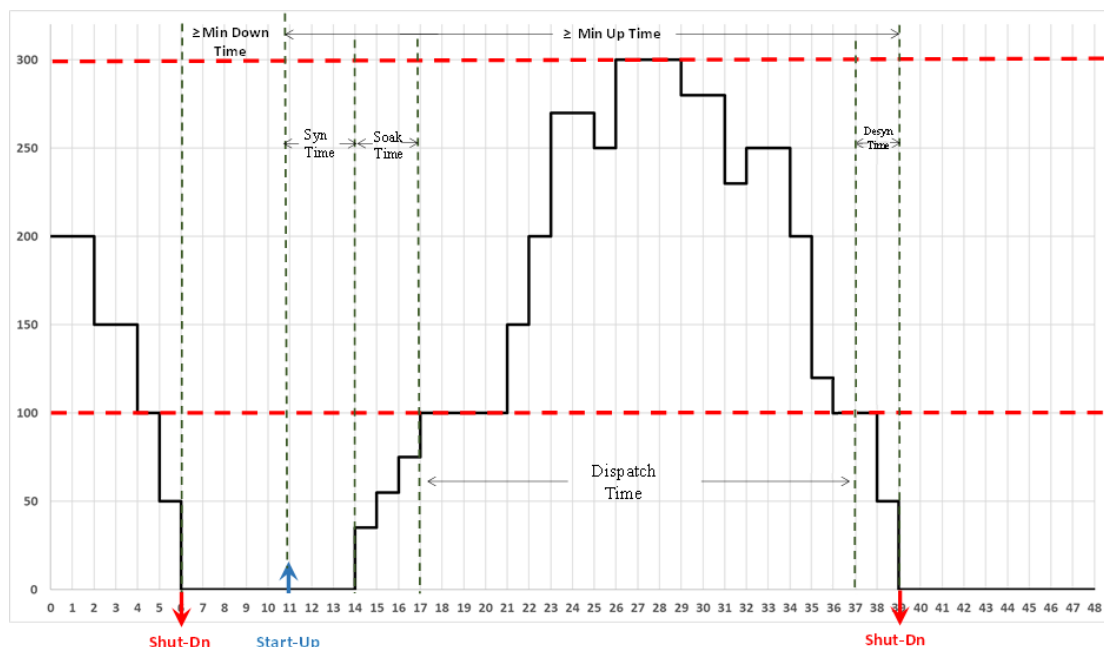 ≥Min Down
Time
≥ Min Up Time
Syn
Time
Soak
Time
Desyn
Time
Dispatch
Time
300
250
200
150
100
50
0
0 1 2 3 4 5 6 7 8 9 10 11 12 13 14 15 16 17 18 19 20 21 22 23 24 25 26 27 28 29 30 31 32 33 34 35 36 37 38 39 40 41 42 43 44 45 46 47 48
Shut-Dn
Start-Up
Shut-Dn